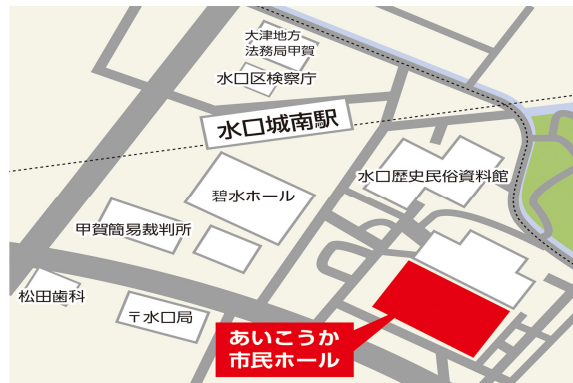 大津地方
法務局甲賀
水口区検察庁
水口城南駅
水口歴史民俗資料館
碧水ホール
甲賀簡易裁判所
松田歯科
〒水口局
あいこうか
市民ホール